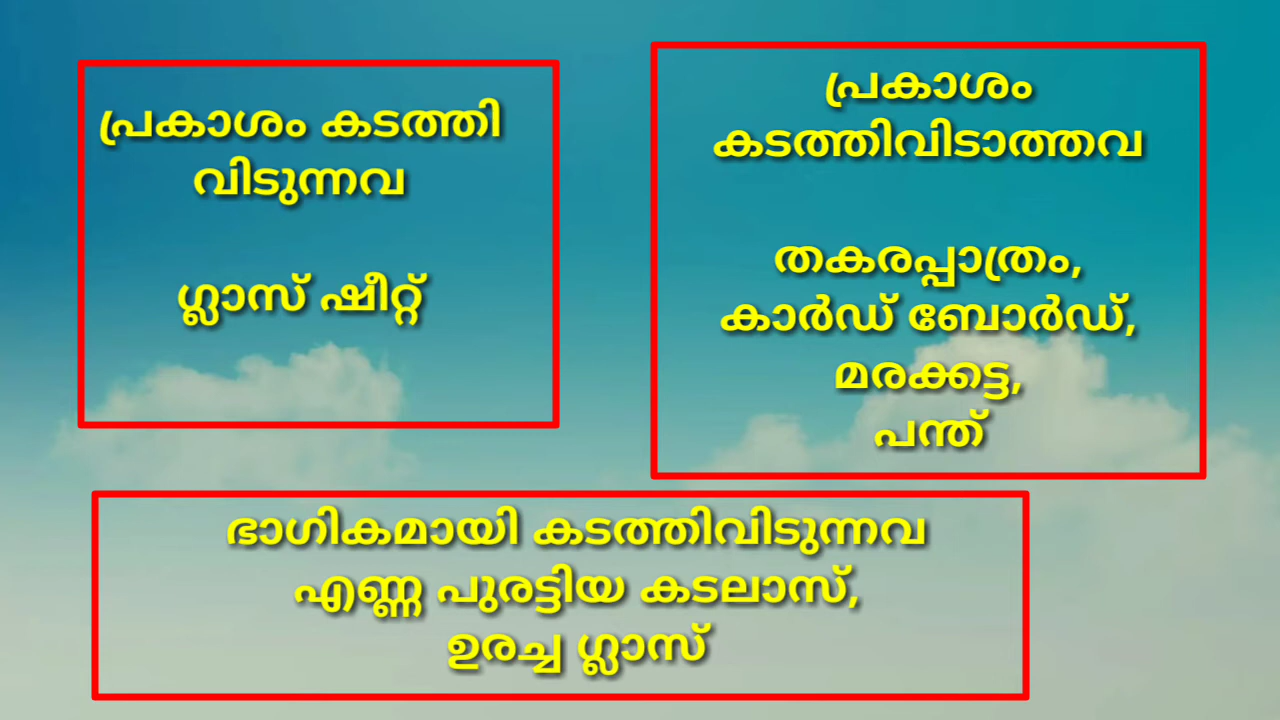 പ്രകാശം കടത്തി
വിടുന്നവ
ഗ്ലാസ് ഷീറ്റ്
പ്രകാശം
കടത്തിവിടാത്തവ
തകരപ്പാത്രം,
കാർഡ് ബോർഡ്,
മരക്കട്ട,
പന്ത്
ഭാഗികമായി കടത്തിവിടുന്നവ
എണ്ണ പുരട്ടിയ കടലാസ്,
ഉരച്ച ഗ്ലാസ്